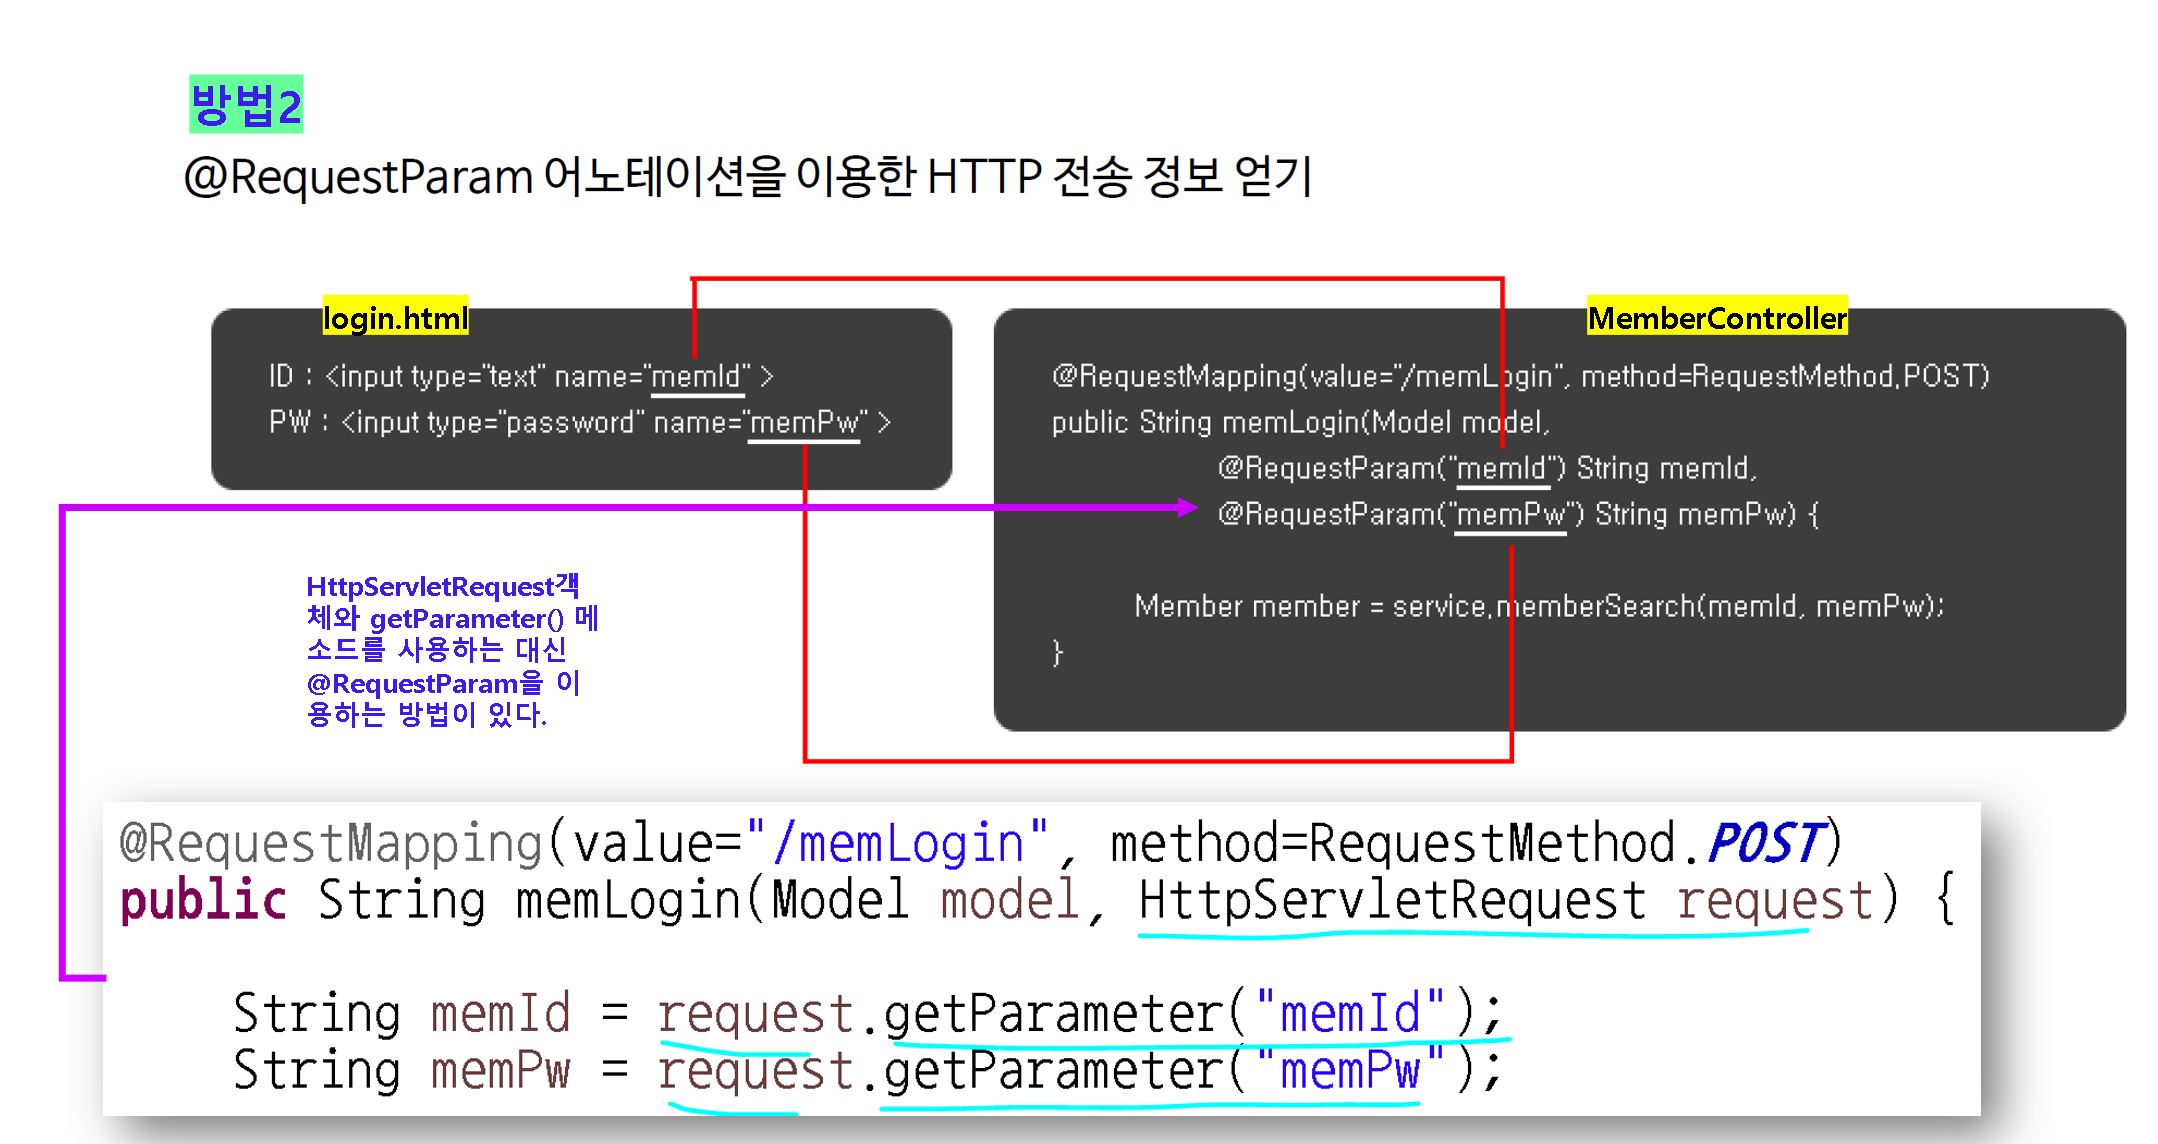 방법2
@RequestParam 어노테이션을 이용한 HTTP 전송 정보 얻기
login.html
ID : <input type="text" name="memId" >
PW : <input type="password" name="memPw" >
MemberController
@RequestMapping(value="/memLogin", method=RequestMethod.POST)
public String memLogin(Model model,
@RequestParam("memId") String memId,
@RequestParam("memPw") String memPw) {
Member member = service.memberSearch(memId, memPw);
}
HttpServletRequest객
체와 getParameter() 메
소드를 사용하는 대신
@RequestParam을 이
용하는 방법이 있다.
@RequestMapping(value="/memLogin", method=RequestMethod.POST)
public String memLogin(Model model, HttpServletRequest request) {
String memId = request.getParameter("memId");
String memPw = request.getParameter("memPw");